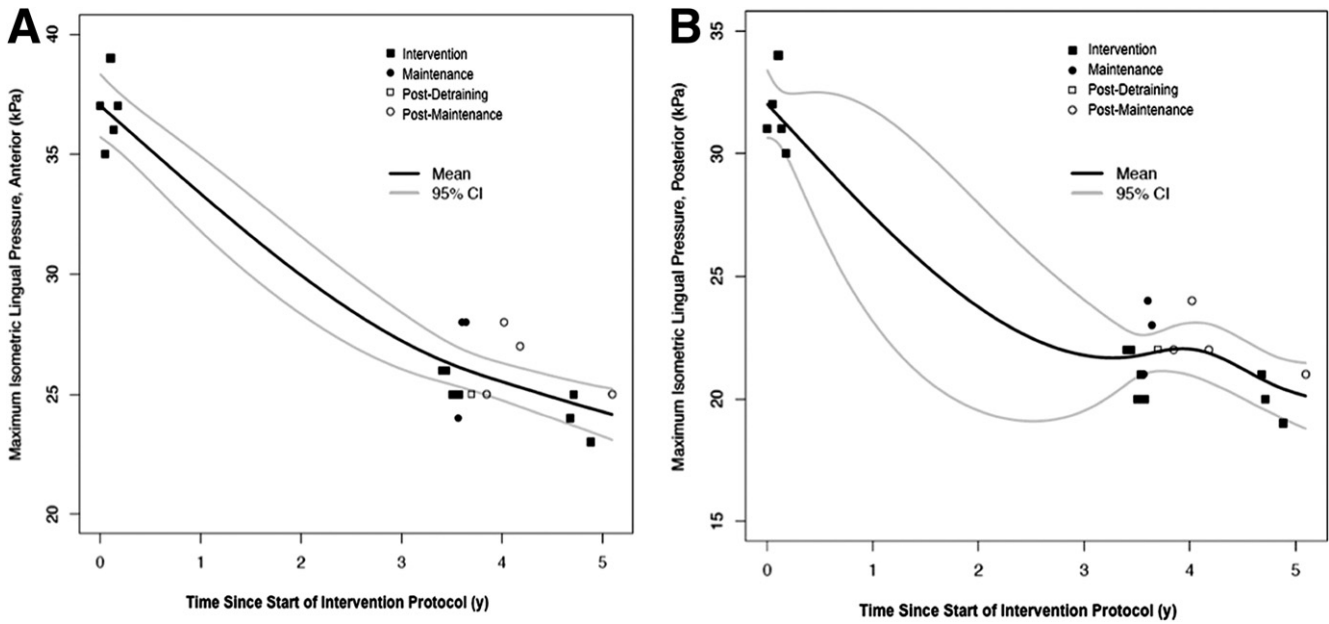 A
Maximum Isometric Lingual Pressure, Anterior (kPa)
40
35
30
25
20
Intervention
Maintenance
Post-Detraining
Post-Maintenance
Mean
95% CI
0 1 2 3 4 5
Time Since Start of Intervention Protocol (y)
B
Maximum Isometric Lingual Pressure, Posterior (kPa)
35
30
25
20
15
Intervention
Maintenance
Post-Detraining
Post-Maintenance
Mean
95% CI
0 1 2 3 4 5
Time Since Start of Intervention Protocol (y)